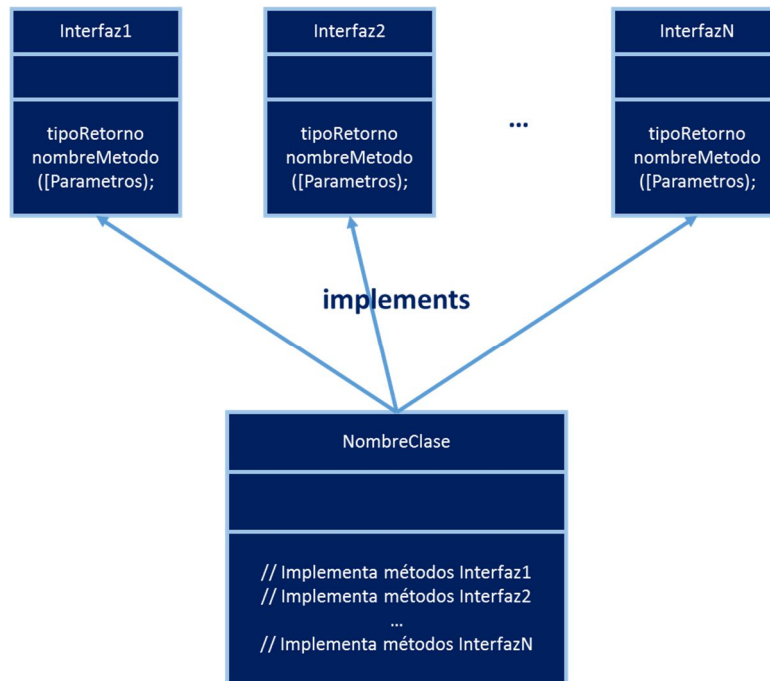 Interfaz1
Interfaz2
InterfazN
tipoRetorno
nombreMetodo
([Parametros);
tipoRetorno
nombreMetodo
([Parametros);
...
tipoRetorno
nombreMetodo
([Parametros);
implements
NombreClase
// Implementa métodos Interfaz1
// Implementa métodos Interfaz2
...
// Implementa métodos InterfazN